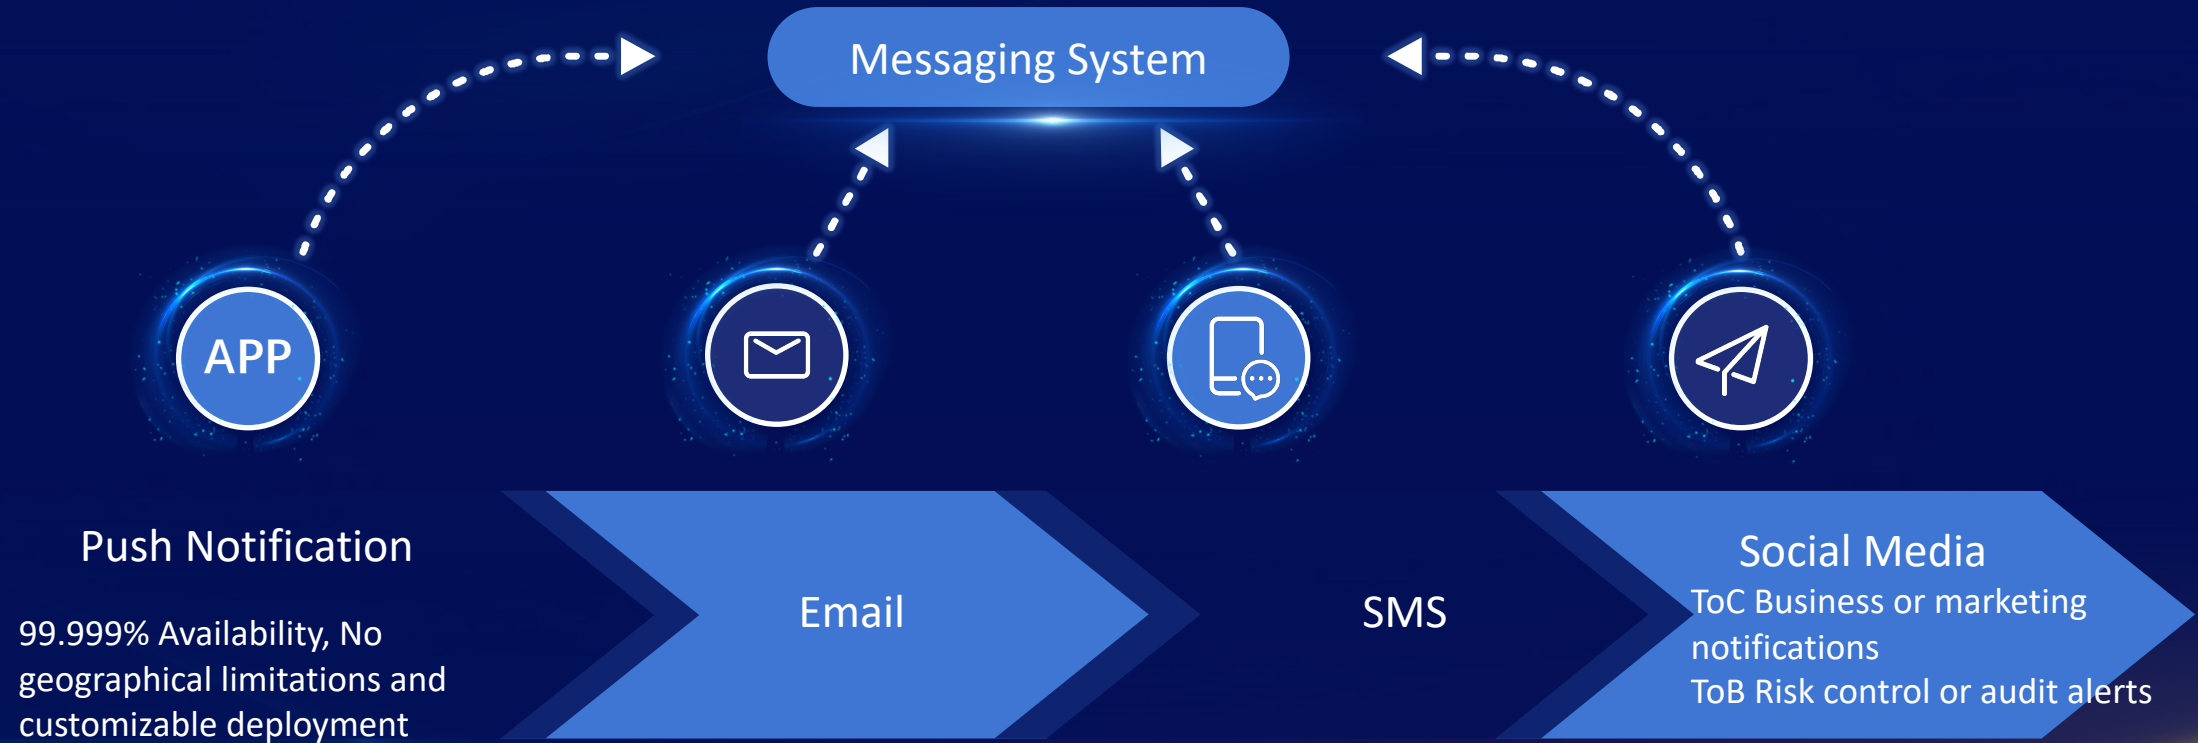 Messaging System
APP
Push Notification
99.999% Availability, No
geographical limitations and
customizable deployment
Email
SMS
Social Media
ToC Business or marketing
notifications
ToB Risk control or audit alerts